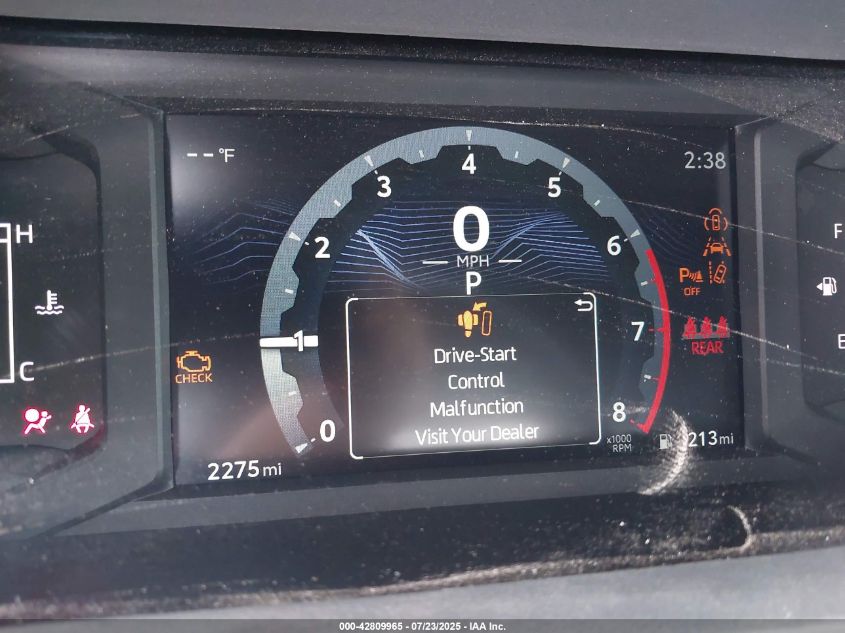 -- °F
2:38
4
3
5
2
6
0
MPH
P
H
F
P
OFF
Drive-Start
1
7
REAR
Control
CHECK
Malfunction
C
E
Visit Your Dealer
0
8
x1000
RPM
2275 mi
213 mi
000-42809965 - 07/23/2025 - IAA Inc.